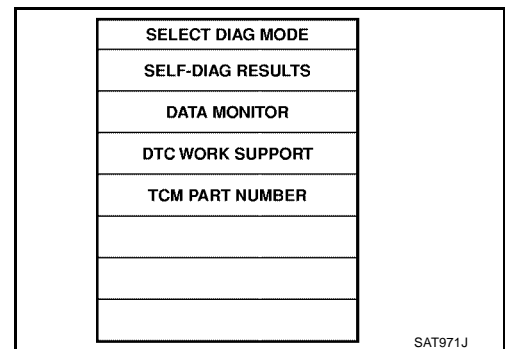 SELECT DIAG MODE
SELF-DIAG RESULTS
DATA MONITOR
DTC WORK SUPPORT
TCM PART NUMBER
SAT971J